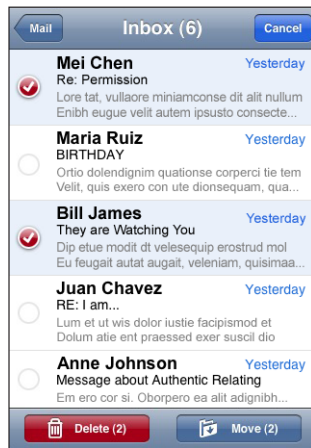 Mail
Inbox (6)
Cancel
Mei Chen
Yesterday
Re: Permission
Lore tat, vullaore miniamconse dit alit nullum
Enibh eugue velit autem ipsusto consecte...
Maria Ruiz
Yesterday
BIRTHDAY
Ortio dolendignim quationse corperci tie tem
Velit, quis exero con ute dionsequam, qua...
Bill James
Yesterday
They are Watching You
Dip etue modit dt velesequip erostrud mol
Eu feugait autat augait, veleniam, quisimaa...
Juan Chavez
Yesterday
RE: I am...
Lum et ut wis dolor iustie facipismod et
Dolum atie ent praessed exer suscil dio
Anne Johnson
Yesterday
Message about Authentic Relating
Em ero cor si. Oborpero ea alit adignibh...
Delete (2)
Move (2)